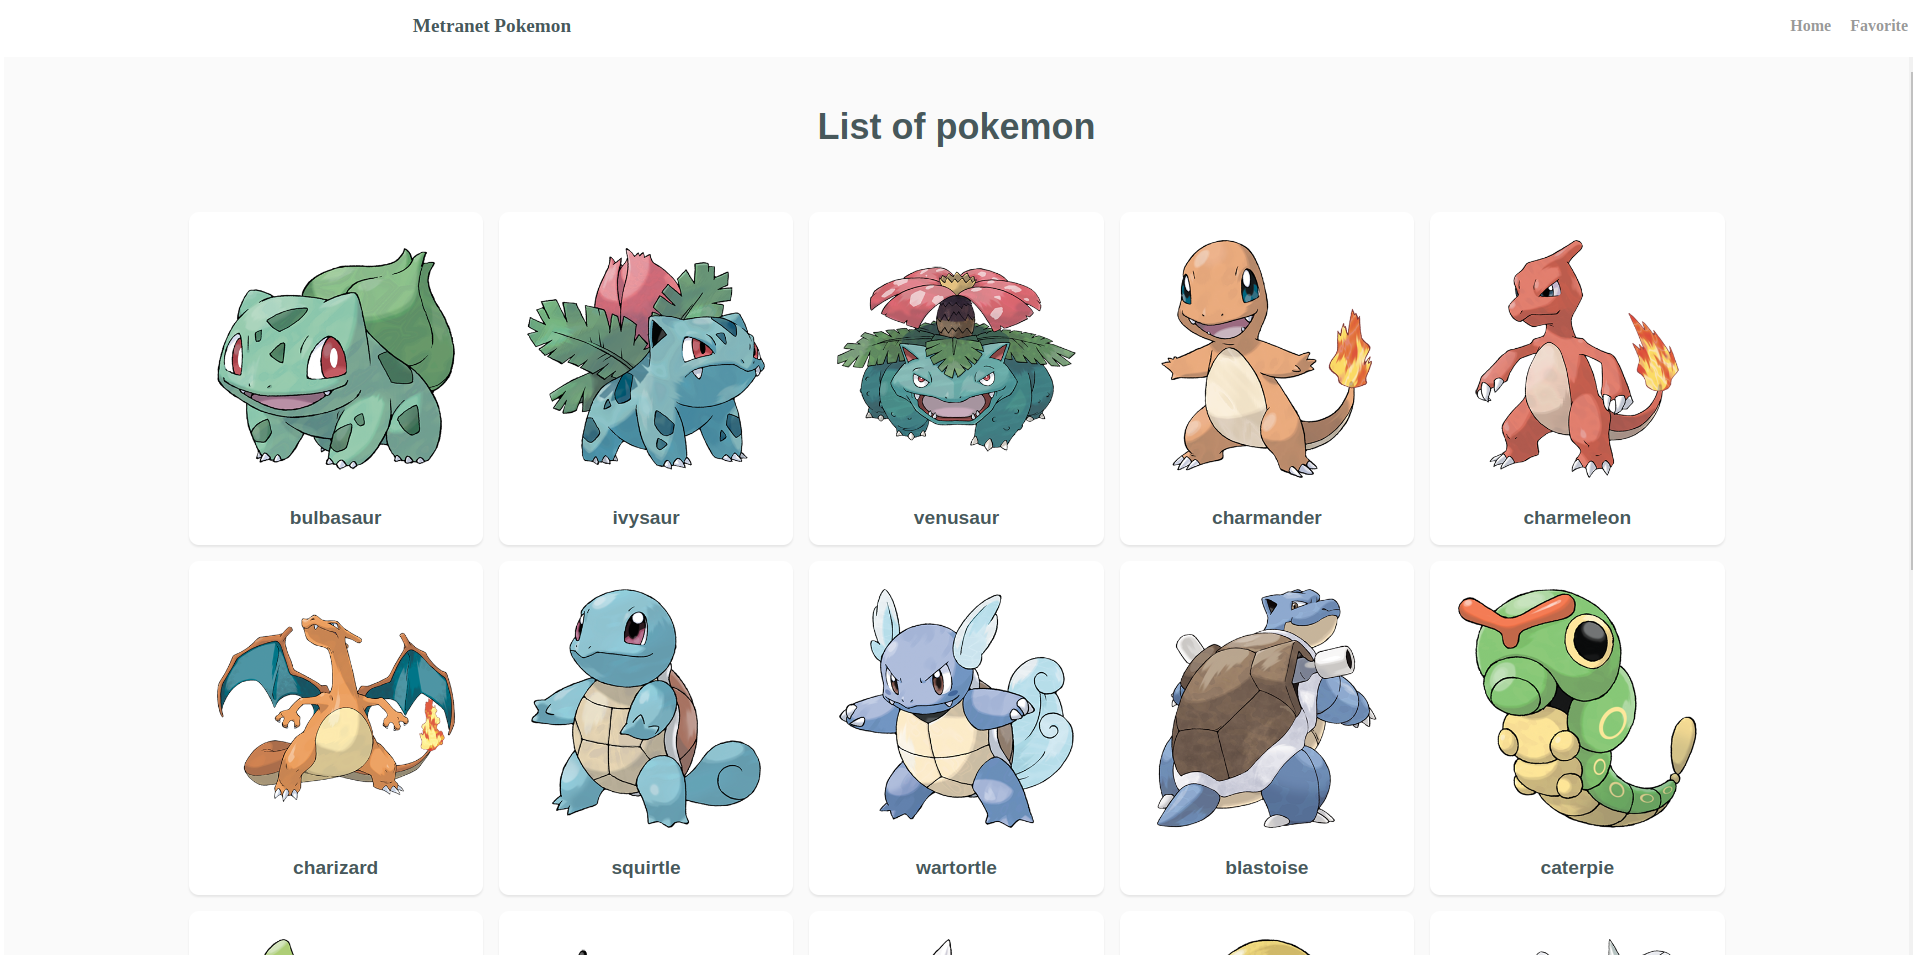 Metranet Pokemon
Home Favorite
List of pokemon
bulbasaur ivysaur venusaur charmander charmeleon
charizard squirtle wartortle blastoise caterpie